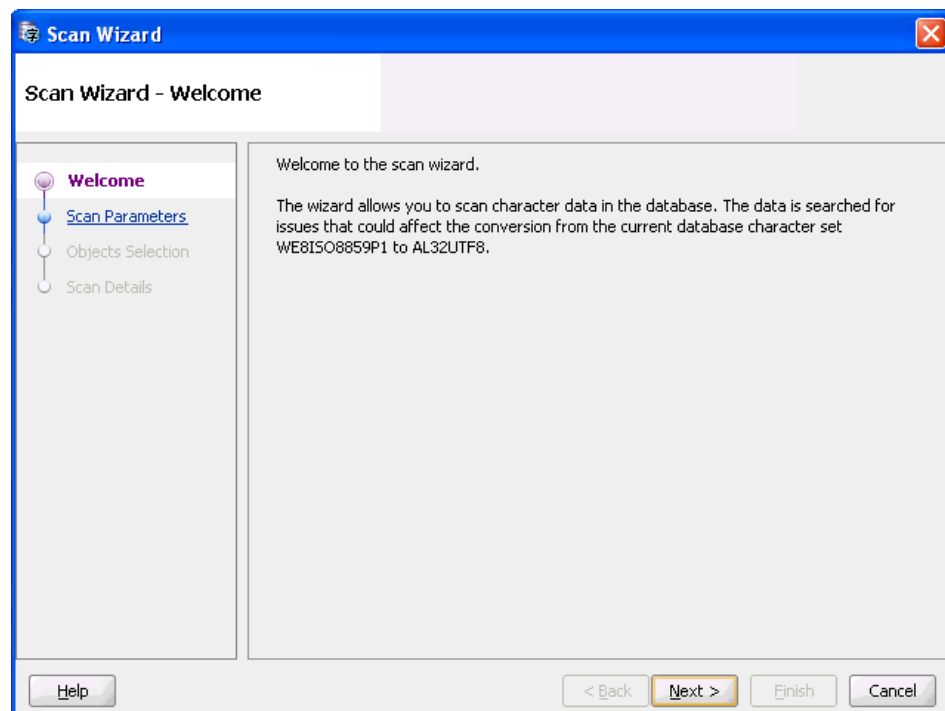 字 Scan Wizard
Scan Wizard - Welcome
Welcome
Scan Parameters
Objects Selection
Scan Details
Welcome to the scan wizard.
The wizard allows you to scan character data in the database. The data is searched for
issues that could affect the conversion from the current database character set
WE8ISO8859P1 to AL32UTF8.
Help
< Back
Next >
Finish
Cancel